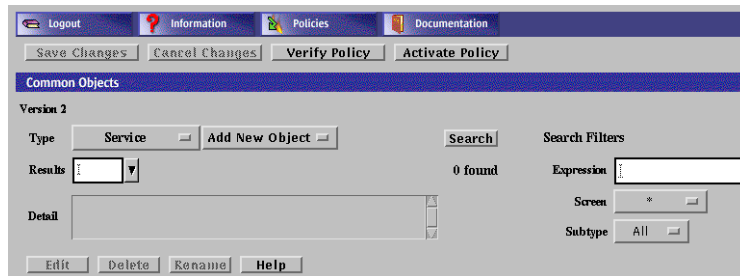 Logout Information Policies Documentation
Save Changes Cancel Changes Verify Policy Activate Policy
Common Objects
Version 2
Type Service Add New Object Search Search Filters
Results 0 found Expression
Screen *
Detail
Subtype All
Edit Delete Rename Help